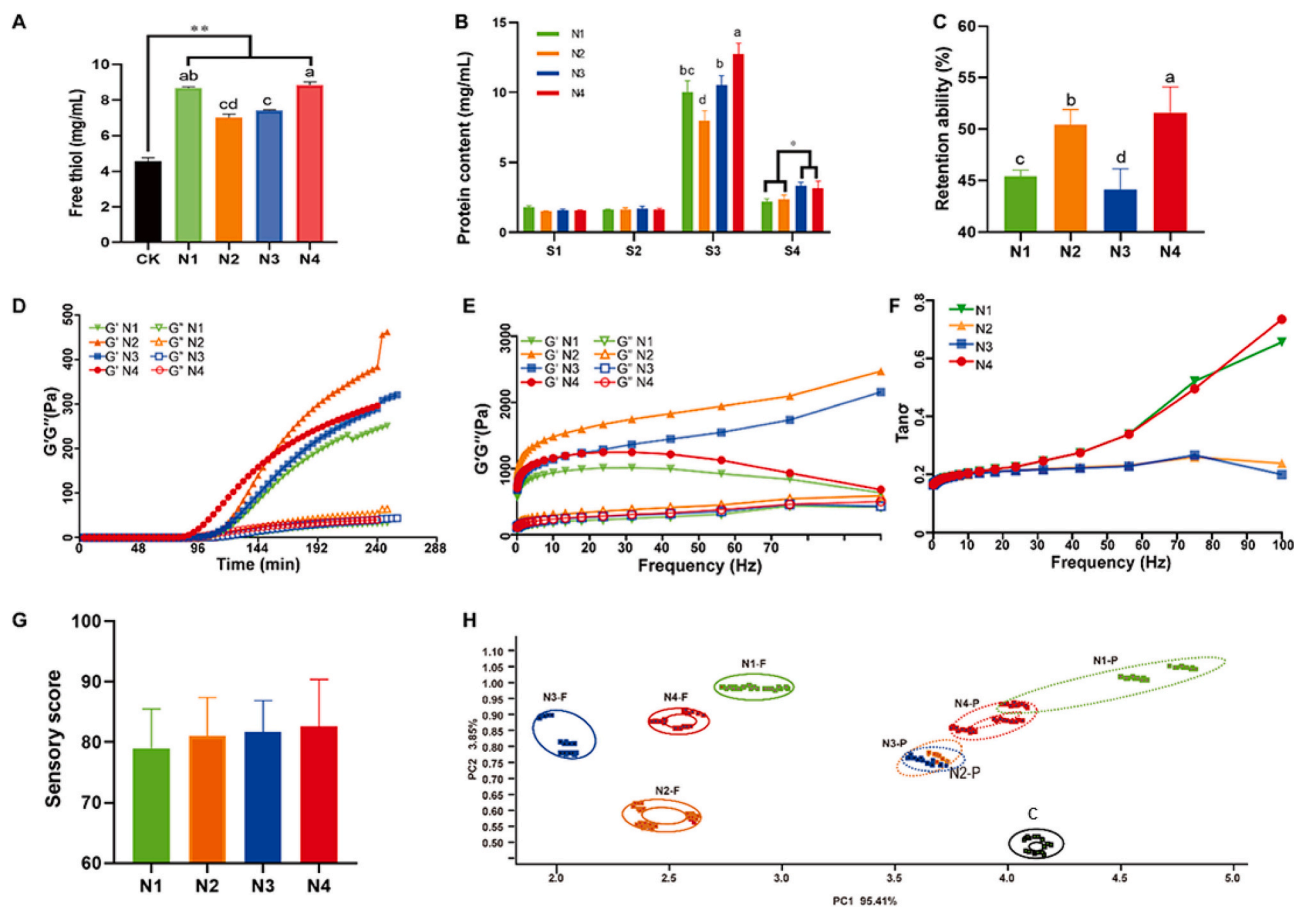 A
**
Free thiol (mg/mL)
10
8
6
4
2
0
ab
cd
c
a
CK N1 N2 N3 N4
B
N1
N2
N3
N4
Protein content (mg/mL)
15
10
5
0
bc
d
b
a
*
S1 S2 S3 S4
C
Retention ability (%)
60
55
50
45
40
c
b
d
a
N1 N2 N3 N4
D
G'G''(Pa)
500
400
300
200
100
0
G' N1 G'' N1
G' N2 G'' N2
G' N3 G'' N3
G' N4 G'' N4
0 48 96 144 192 240 288
Time (min)
E
G'G''(Pa)
3000
2000
1000
0
G' N1 G'' N1
G' N2 G'' N2
G' N3 G'' N3
G' N4 G'' N4
0 10 20 30 40 50 60 70
Frequency (Hz)
F
Tanσ
0.8
0.6
0.4
0.2
0
N1
N2
N3
N4
0 10 20 30 40 50 60 70 80 90 100
Frequency (Hz)
G
Sensory score
100
90
80
70
60
N1 N2 N3 N4
H
PC2 3.85%
1.10
1.05
1.00
0.95
0.90
0.85
0.80
0.75
0.70
0.65
0.60
0.55
0.50
N3-F
N4-F
N1-F
N2-F
N1-P
N4-P
N3-P
N2-P
C
2.0 2.5 3.0 3.5 4.0 4.5 5.0
PC1 95.41%